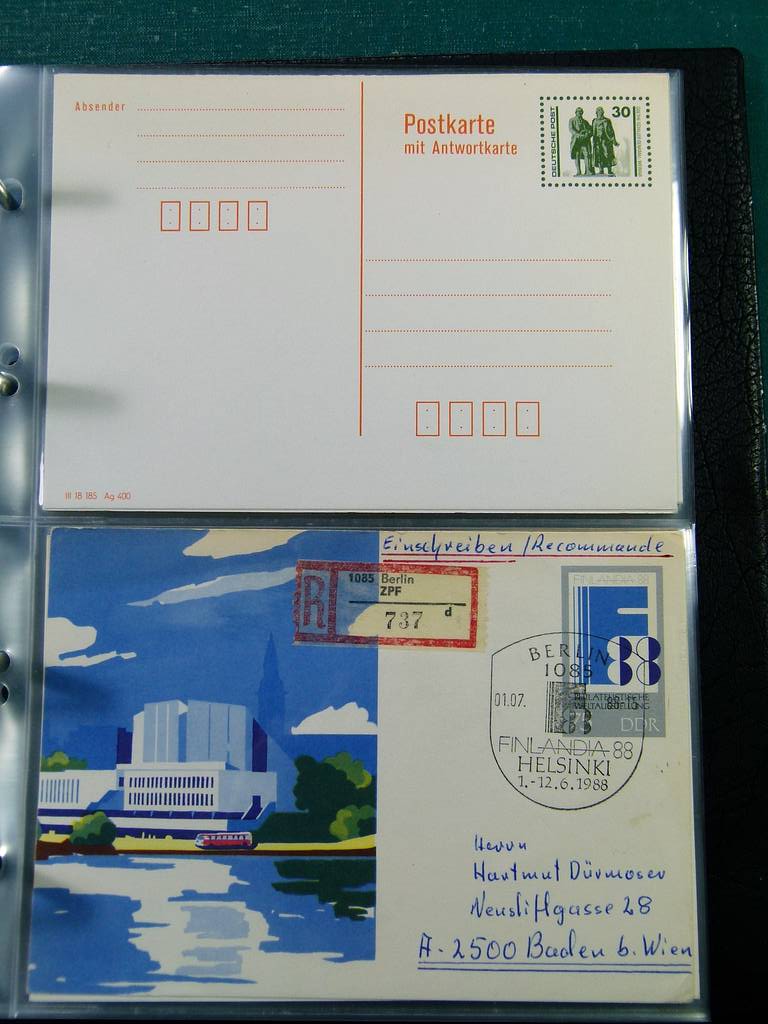 Absender
Postkarte
mit Antwortkarte
DEUTSCHE POST
30
III 18 185 Ag 400
Einschreiben / Recommande
R
1085 Berlin
ZPF
d
737
FINLANDIA 88
88
PHILATELISTISCHE
WELTAUSSTELLUNG
DDR
BERLIN
1085
01.07.
FINLANDIA 88
HELSINKI
1.-12.6.1988
Herrn
Hartmut Dürmoser
Neustiftgasse 28
A-2500 Baden b. Wien